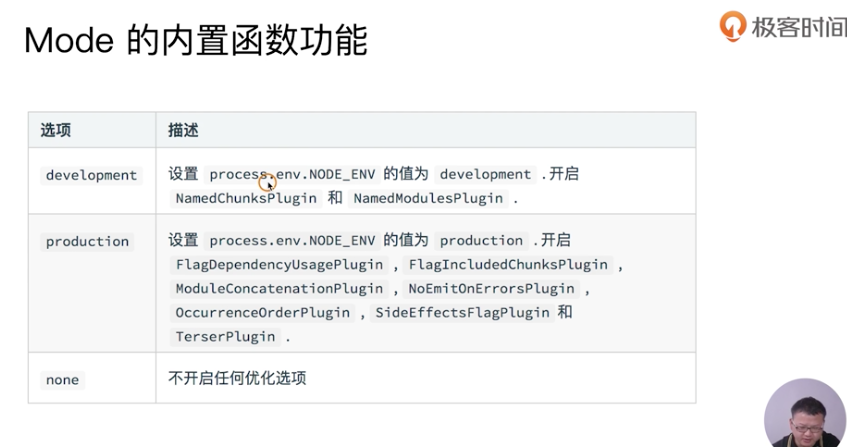 Mode 的内置函数功能
极客时间
选项 描述
development 设置 process.env.NODE_ENV 的值为 development .开启
NamedChunksPlugin 和 NamedModulesPlugin .
production 设置 process.env.NODE_ENV 的值为 production .开启
FlagDependencyUsagePlugin , FlagIncludedChunksPlugin ,
ModuleConcatenationPlugin , NoEmitOnErrorsPlugin ,
OccurrenceOrderPlugin , SideEffectsFlagPlugin 和
TerserPlugin .
none 不开启任何优化选项